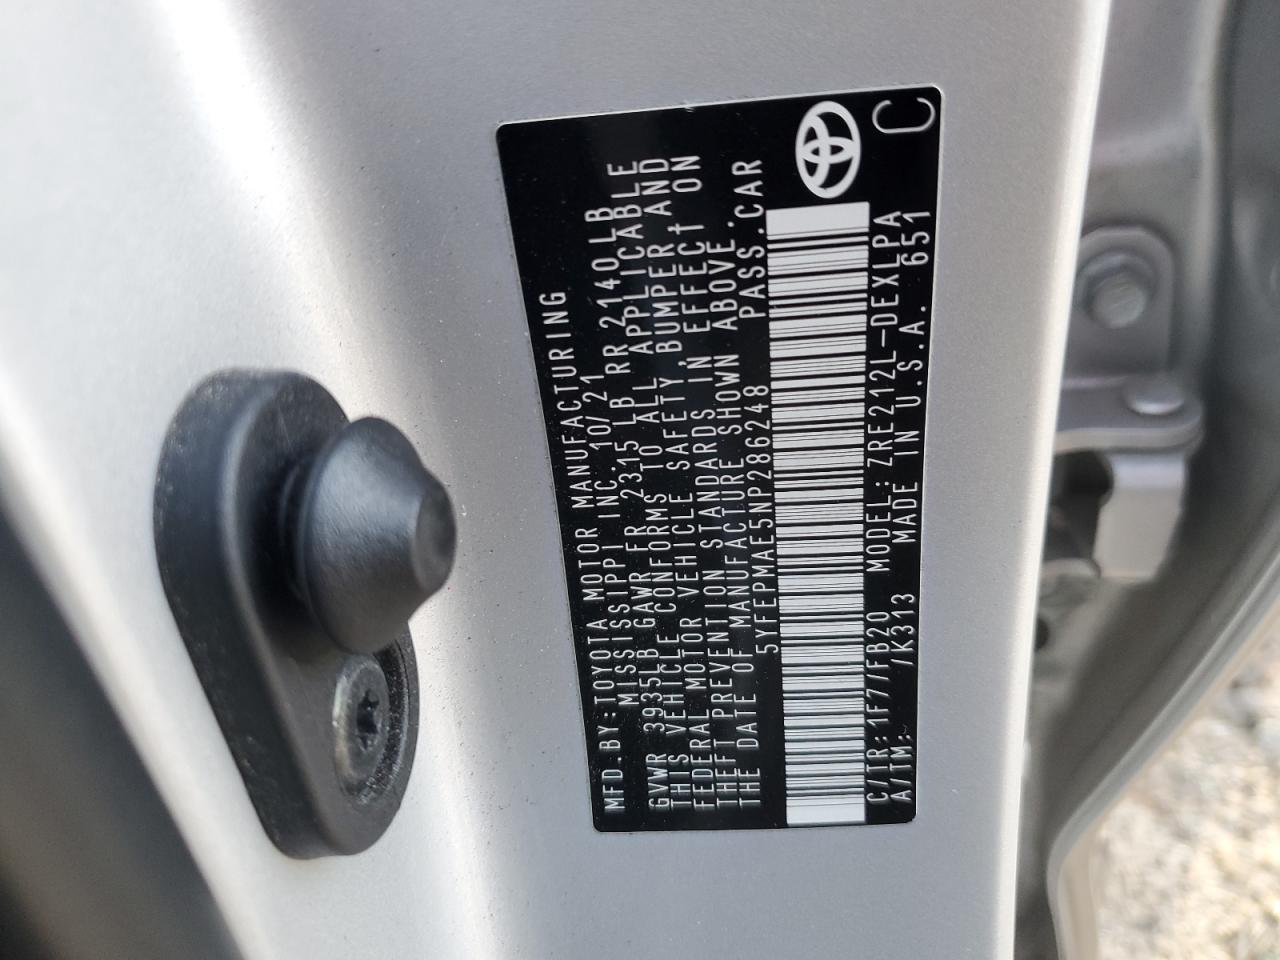 MFD.BY:TOYOTA MOTOR MANUFACTURING
MISSISSIPPI INC. 10/21
GVWR 3935LB GAWR FR 2315 LB RR 2140LB
THIS VEHICLE CONFORMS TO ALL APPLICABLE
FEDERAL MOTOR VEHICLE SAFETY,BUMPER AND
THEFT PREVENTION STANDARDS IN EFFECT ON
THE DATE OF MANUFACTURE SHOWN ABOVE.
5YFEPMAE5NP286248 PASS.CAR
C/TR:1F7/FB20 MODEL:ZRE212L-DEXLPA
A/TM:- /K313 MADE IN U.S.A. 651
C